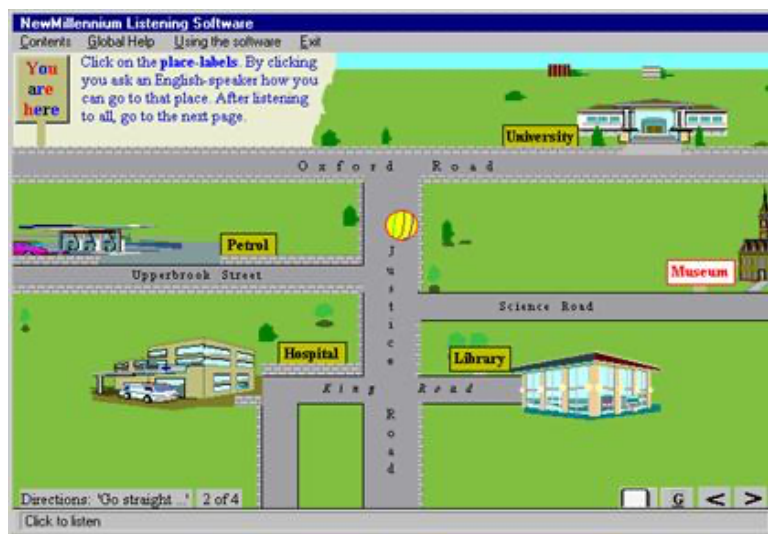 NewMillennium Listening Software
Contents Global Help Using the software Exit
You
are
here
Click on the place-labels. By clicking
you ask an English-speaker how you
can go to that place. After listening
to all, go to the next page.
University
Oxford Road
Petrol
Justice Road
Upperbrook Street
Museum
Science Road
Hospital
Library
King Road
Directions: 'Go straight ...' 2 of 4
G < >
Click to listen